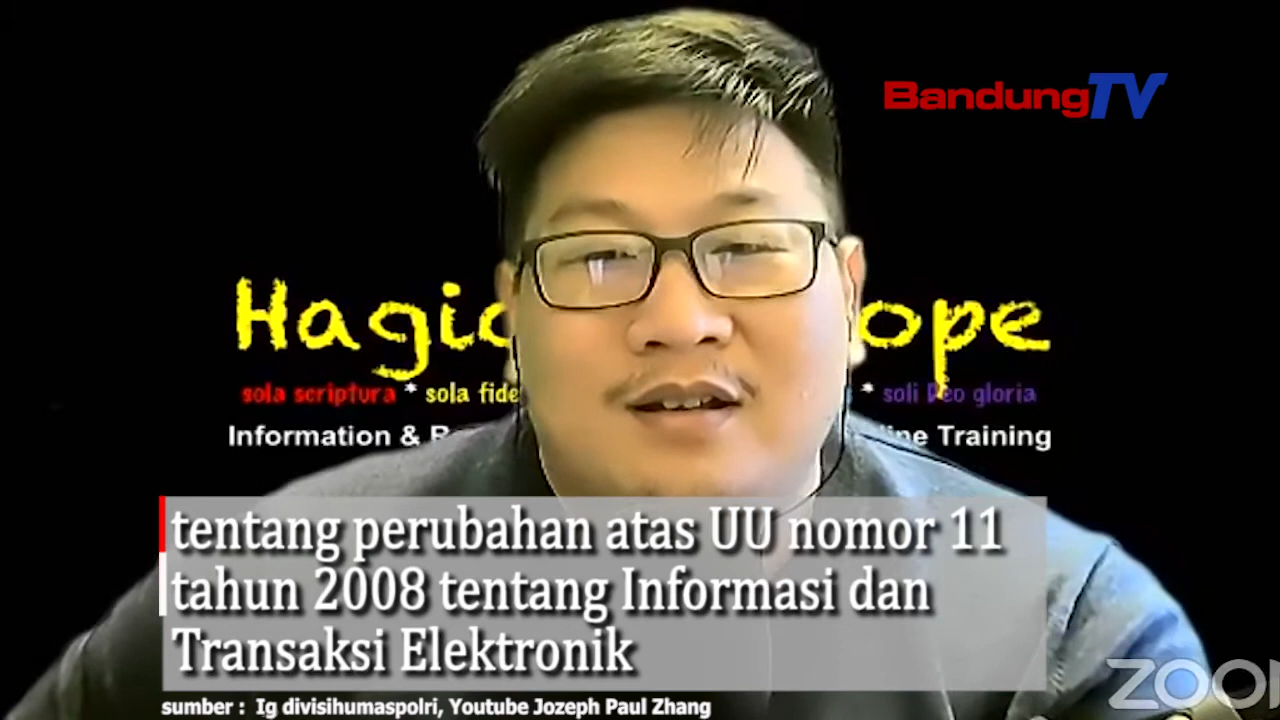 BandungTV
Hagi ope
sola scriptura * sola fide * soli Deo gloria
Information & Online Training
tentang perubahan atas UU nomor 11
tahun 2008 tentang Informasi dan
Transaksi Elektronik
ZOO
sumber : Ig divisihumaspolri, Youtube Jozeph Paul Zhang